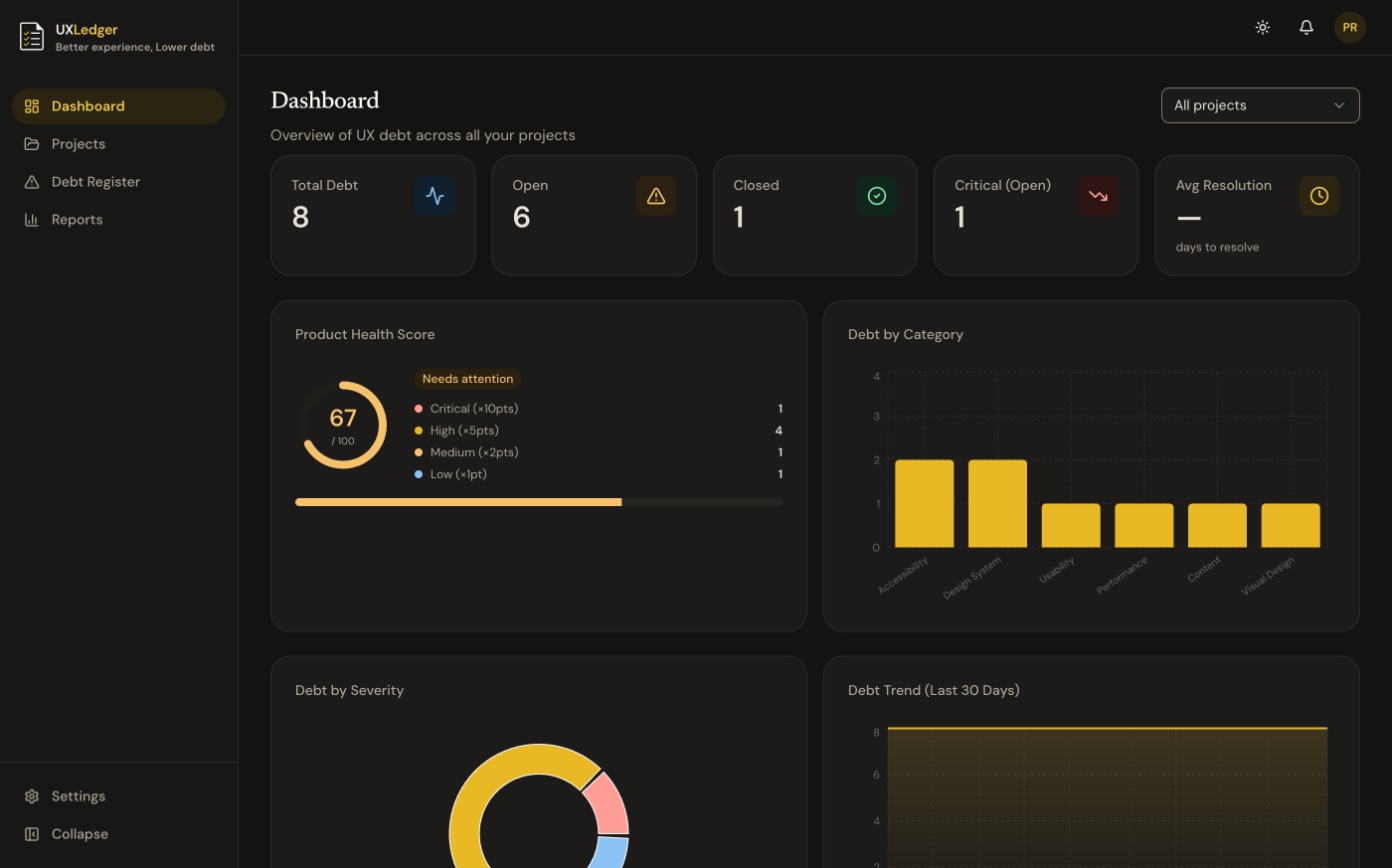 UXLedger
Better experience, Lower debt
PR
Dashboard
Projects
Debt Register
Reports
Settings
Collapse
Dashboard
Overview of UX debt across all your projects
All projects
Total Debt
8
Open
6
Closed
1
Critical (Open)
1
Avg Resolution
—
days to resolve
Product Health Score
67
/ 100
Needs attention
Critical (×10pts) 1
High (×5pts) 4
Medium (×2pts) 1
Low (×1pt) 1
Debt by Category
4
3
2
1
0
Accessibility
Design System
Usability
Performance
Content
Visual Design
Debt by Severity
Debt Trend (Last 30 Days)
8
6
4
2